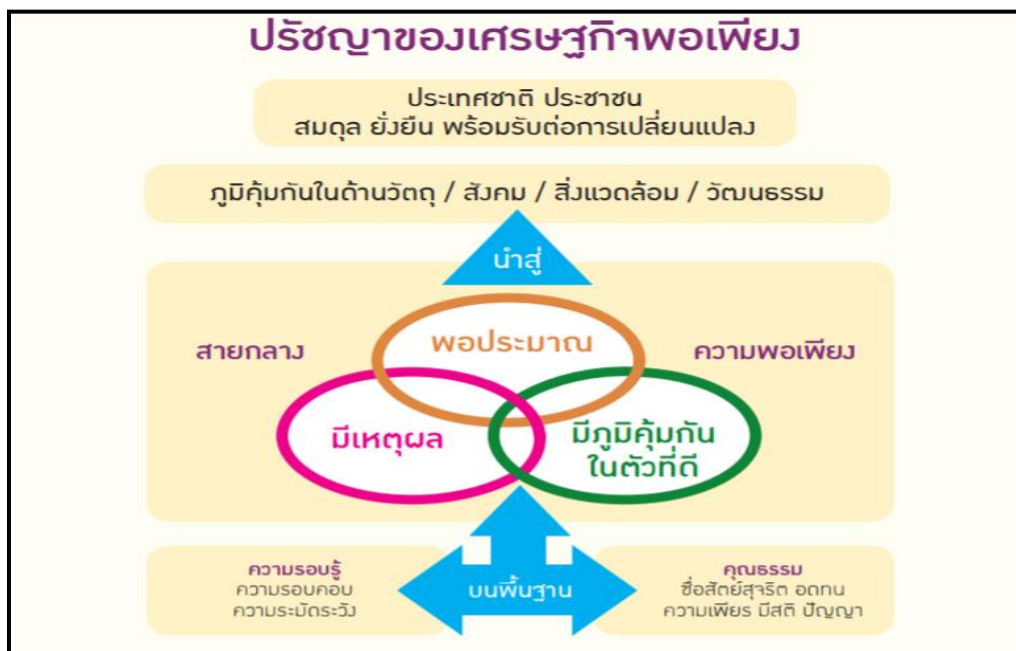 ปรัชญาของเศรษฐกิจพอเพียง
ประเทศชาติ ประชาชน
สมดุล ยั่งยืน พร้อมรับต่อการเปลี่ยนแปลง
ภูมิคุ้มกันในด้านวัตถุ / สังคม / สิ่งแวดล้อม / วัฒนธรรม
นำสู่
พอประมาณ
สายกลาง
ความพอเพียง
มีเหตุผล
มีภูมิคุ้มกัน
ในตัวที่ดี
ความรอบรู้
ความรอบคอบ
ความระมัดระวัง
บนพื้นฐาน
คุณธรรม
ซื่อสัตย์สุจริต อดทน
ความเพียร มีสติ ปัญญา